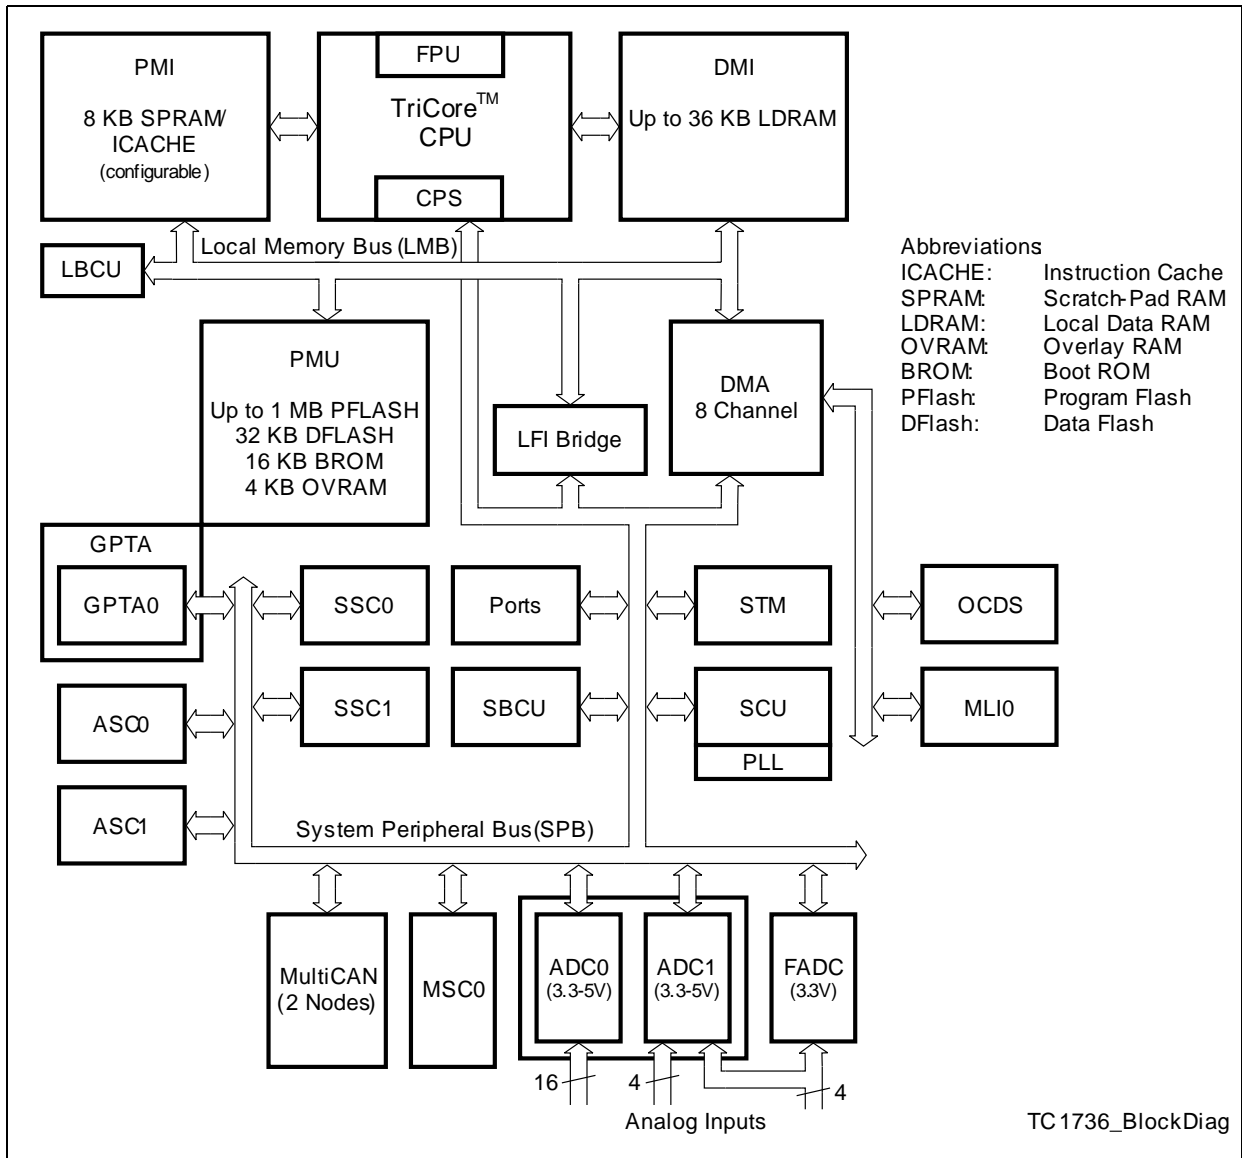 PMI
8 KB SPRAM/
ICACHE
(configurable)
FPU
TriCore™
CPU
CPS
DMI
Up to 36 KB LDRAM
Local Memory Bus (LMB)
LBCU
Abbreviations:
ICACHE: Instruction Cache
SPRAM: Scratch-Pad RAM
LDRAM: Local Data RAM
OVRAM: Overlay RAM
BROM: Boot ROM
PFlash: Program Flash
DFlash: Data Flash
PMU
Up to 1 MB PFLASH
32 KB DFLASH
16 KB BROM
4 KB OVRAM
LFI Bridge
DMA
8 Channel
GPTA
GPTA0
SSC0
Ports
STM
OCDS
ASC0
SSC1
SBCU
SCU
PLL
MLI0
ASC1
System Peripheral Bus (SPB)
MultiCAN
(2 Nodes)
MSC0
ADC0
(3.3-5V)
ADC1
(3.3-5V)
FADC
(3.3V)
16
4
4
Analog Inputs
TC1736_BlockDiag